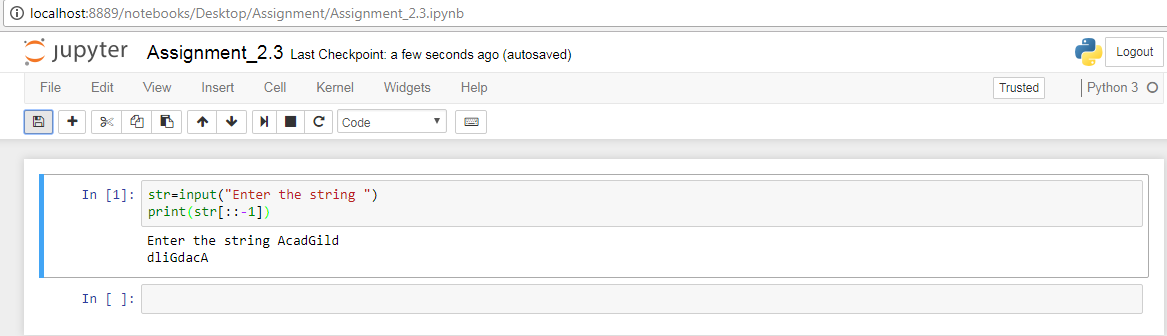 localhost:8889/notebooks/Desktop/Assignment/Assignment_2.3.ipynb
jupyter Assignment_2.3 Last Checkpoint: a few seconds ago (autosaved) Logout
File Edit View Insert Cell Kernel Widgets Help Trusted Python 3
Code
In [1]: str=input("Enter the string ")
print(str[::-1])
Enter the string AcadGild
dliGdacA
In [ ]: